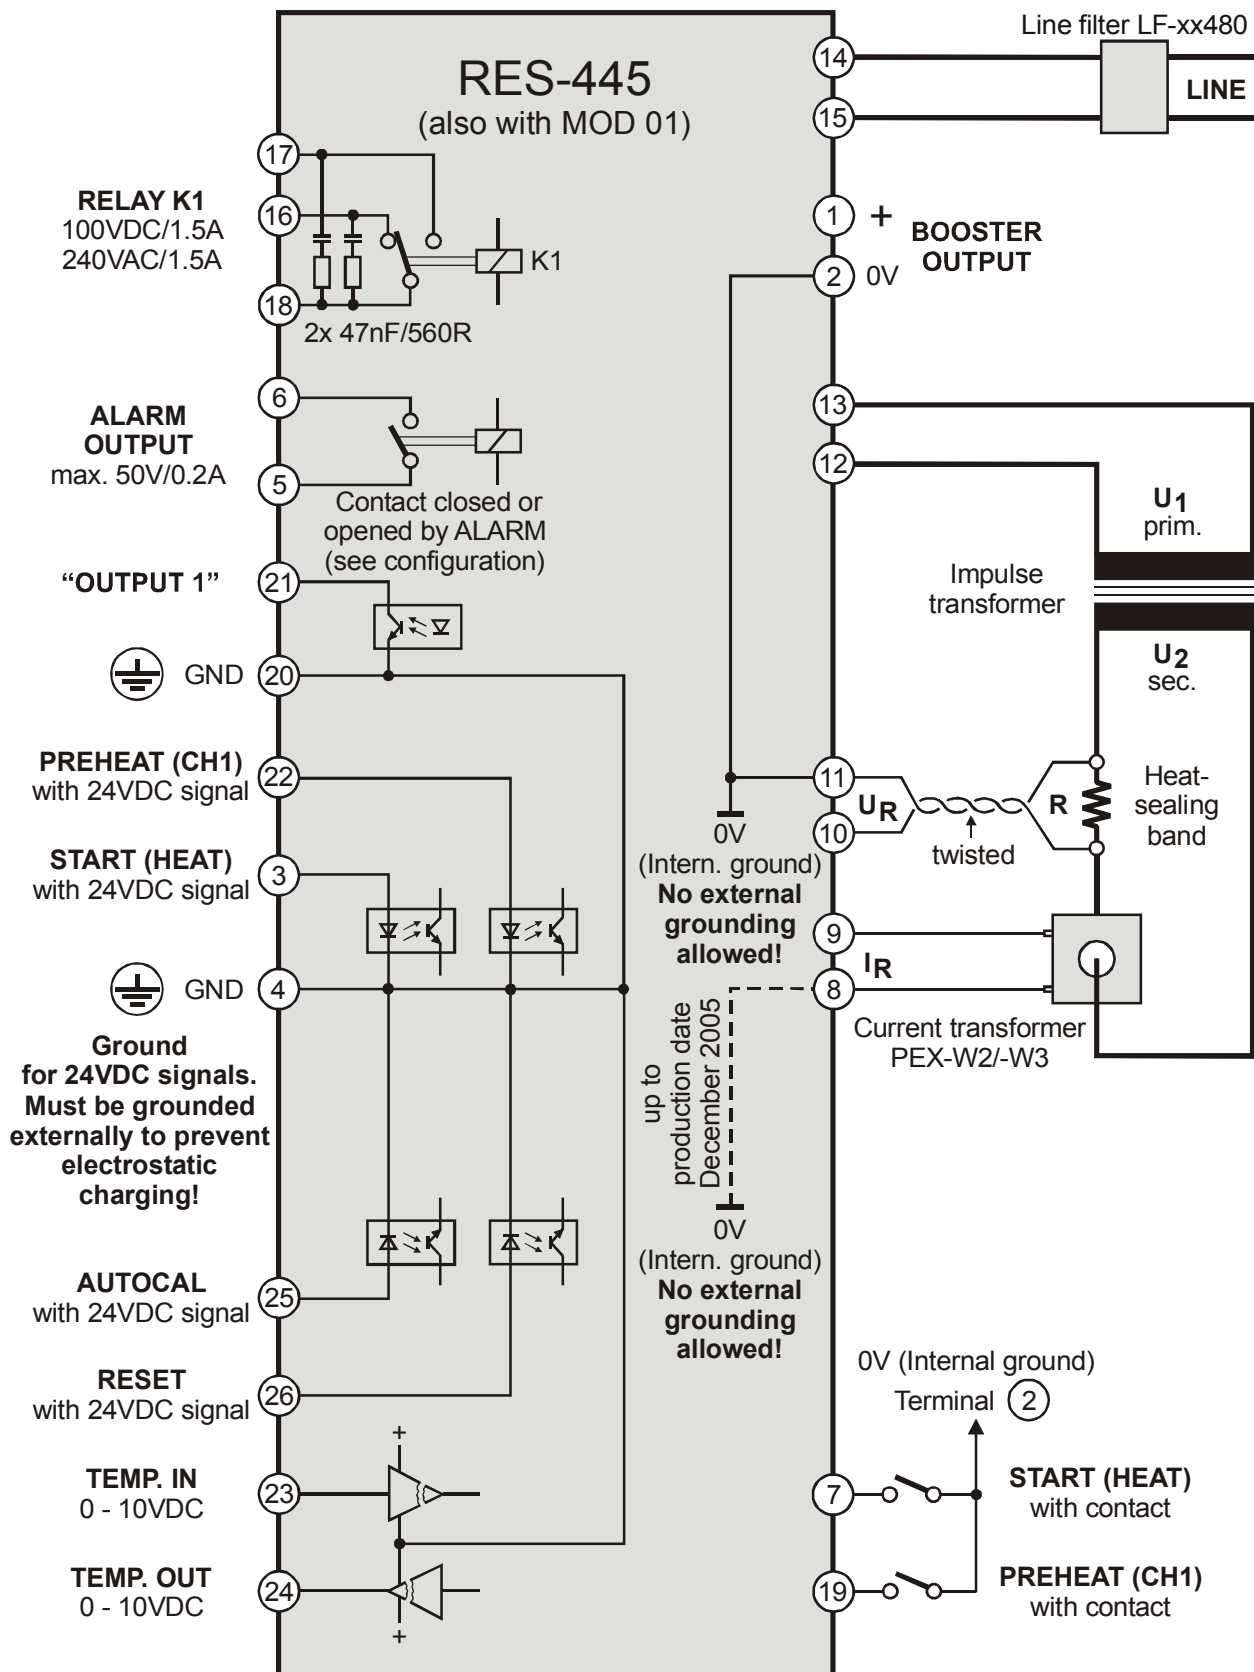 Line filter LF-xx480
RES-445
(also with MOD 01)
14
LINE
15
17
RELAY K1
100VDC/1.5A
240VAC/1.5A
16
K1
18
2x 47nF/560R
1
+
BOOSTER
OUTPUT
2
0V
6
ALARM
OUTPUT
max. 50V/0.2A
5
Contact closed or
opened by ALARM
(see configuration)
13
12
U1
prim.
Impulse
transformer
U2
sec.
"OUTPUT 1"
21
GND
20
PREHEAT (CH1)
with 24VDC signal
22
START (HEAT)
with 24VDC signal
3
GND
4
Ground
for 24VDC signals.
Must be grounded
externally to prevent
electrostatic
charging!
11
UR
10
twisted
R
Heat-
sealing
band
0V
(Intern. ground)
No external
grounding
allowed!
9
IR
8
Current transformer
PEX-W2/-W3
up to
production date
December 2005
0V
(Intern. ground)
No external
grounding
allowed!
AUTOCAL
with 24VDC signal
25
RESET
with 24VDC signal
26
TEMP. IN
0 - 10VDC
23
+
TEMP. OUT
0 - 10VDC
24
+
0V (Internal ground)
Terminal 2
7
START (HEAT)
with contact
19
PREHEAT (CH1)
with contact